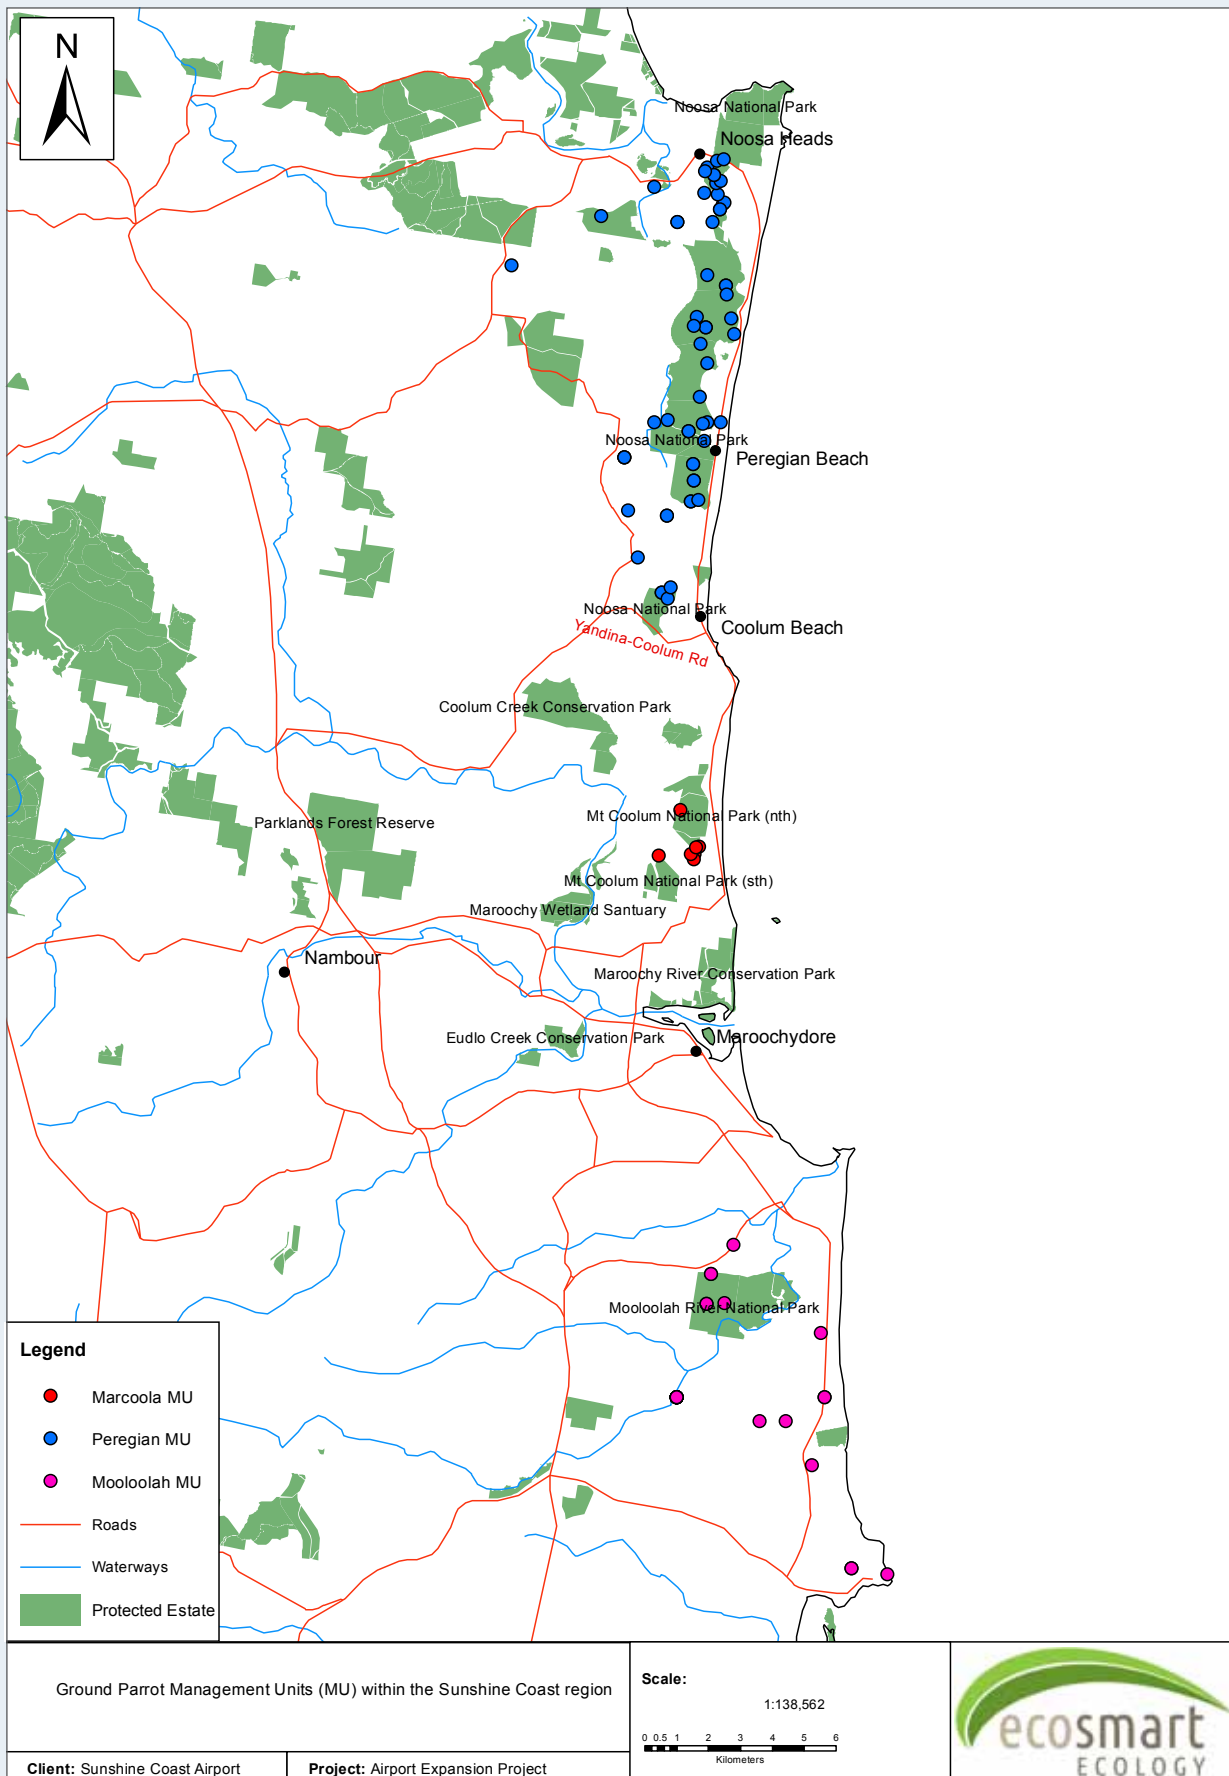 N
Noosa National Park
Noosa Heads
Noosa National Park
Peregian Beach
Noosa National Park
Coolum Beach
Yandina-Coolum Rd
Coolum Creek Conservation Park
Mt Coolum National Park (nth)
Parklands Forest Reserve
Mt Coolum National Park (sth)
Maroochy Wetland Santuary
Nambour
Maroochy River Conservation Park
Eudlo Creek Conservation Park
Maroochydore
Mooloolah River National Park
Legend
Marcoola MU
Peregian MU
Mooloolah MU
Roads
Waterways
Protected Estate
Ground Parrot Management Units (MU) within the Sunshine Coast region
Scale:
1:138,562
0 0.5 1 2 3 4 5 6
Kilometers
Client: Sunshine Coast Airport
Project: Airport Expansion Project
ecosmart
ECOLOGY